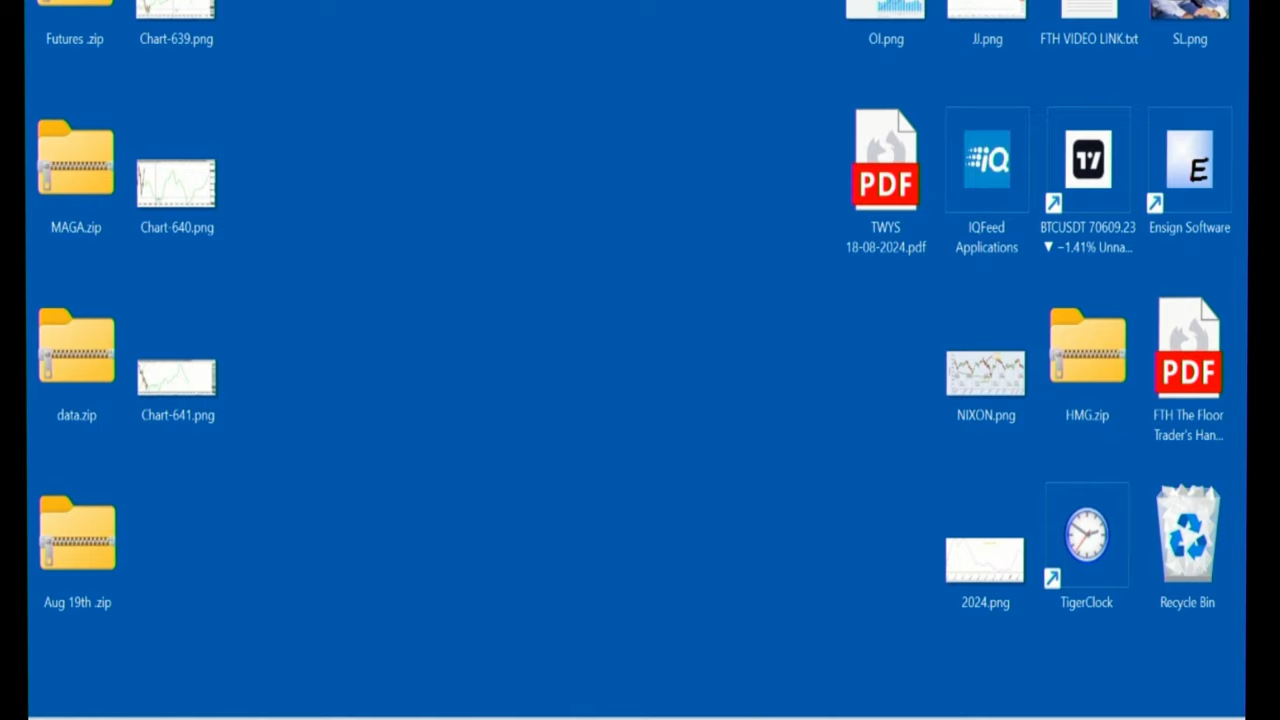 Futures .zip
Chart-639.png
OI.png
JJ.png
FTH VIDEO LINK.txt
SL.png
MAGA.zip
Chart-640.png
PDF
TWYS
18-08-2024.pdf
iQ
IQFeed
Applications
BTCUSDT 70609.23
▼ −1.41% Unna...
E
Ensign Software
data.zip
Chart-641.png
NIXON.png
HMG.zip
PDF
FTH The Floor
Trader's Han...
Aug 19th .zip
2024.png
TigerClock
Recycle Bin